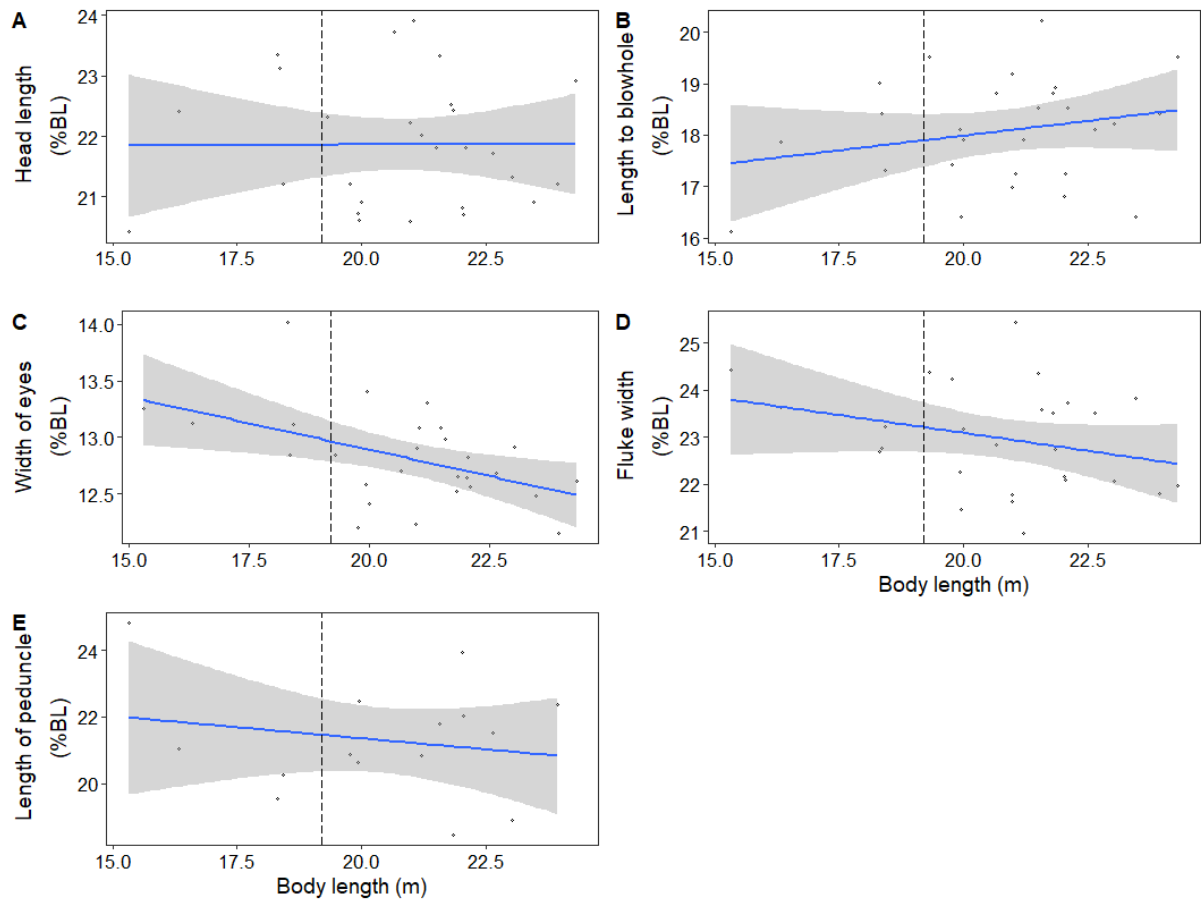 A
Head length
(%BL)
24
23
22
21
15.0 17.5 20.0 22.5
B
Length to blowhole
(%BL)
20
19
18
17
16
15.0 17.5 20.0 22.5
C
Width of eyes
(%BL)
14.0
13.5
13.0
12.5
15.0 17.5 20.0 22.5
D
Fluke width
(%BL)
25
24
23
22
21
15.0 17.5 20.0 22.5
Body length (m)
E
Length of peduncle
(%BL)
24
22
20
15.0 17.5 20.0 22.5
Body length (m)